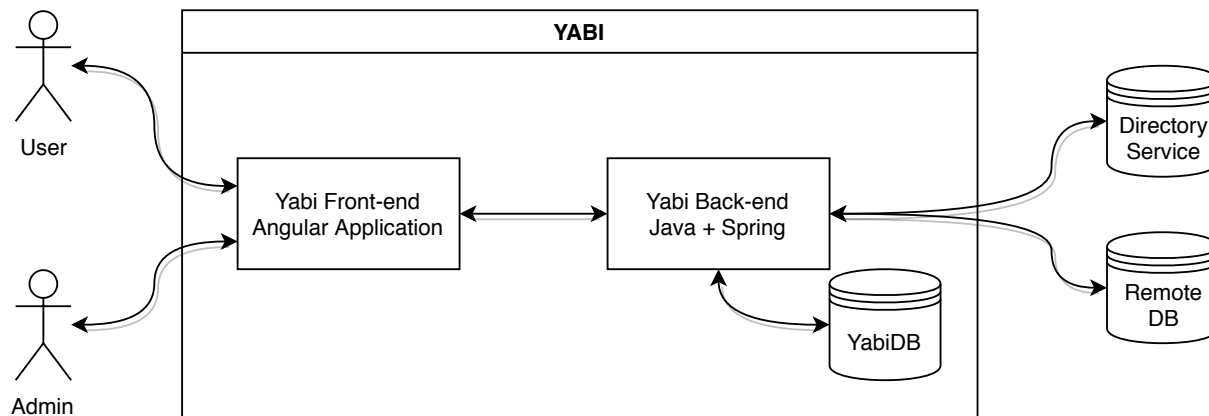 YABI
User
Admin
Yabi Front-end
Angular Application
Yabi Back-end
Java + Spring
YabiDB
Directory
Service
Remote
DB